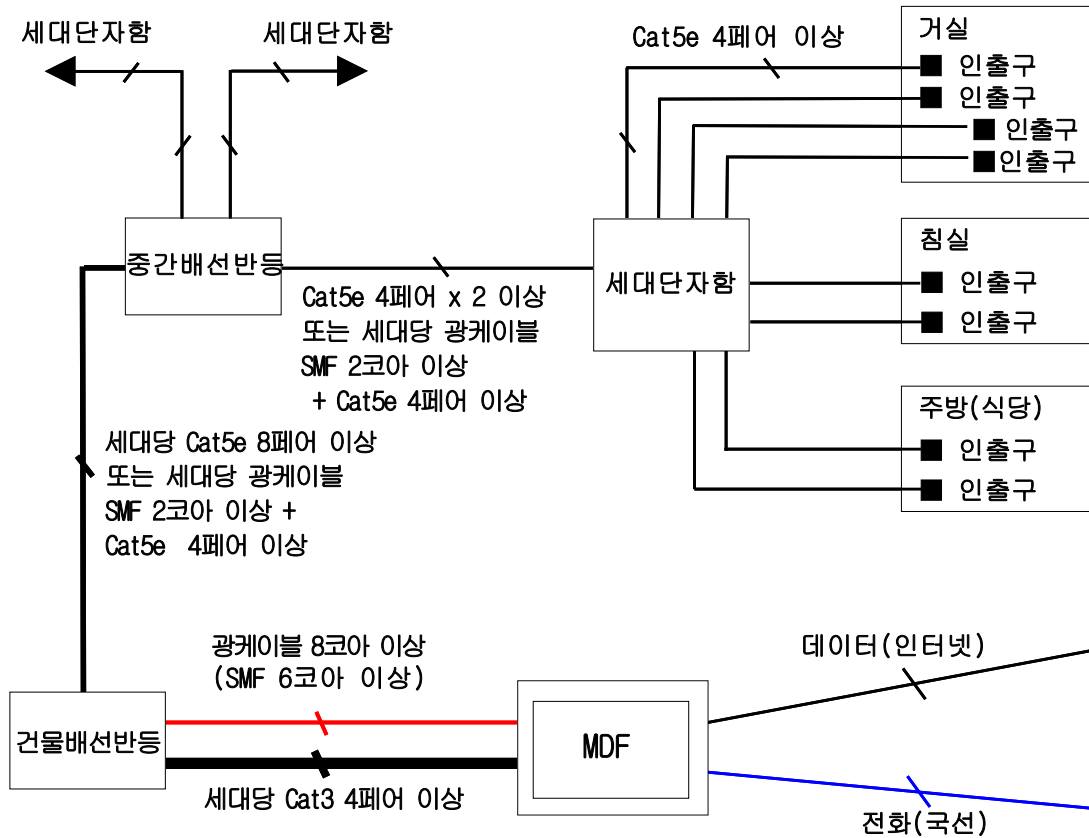 세대단자함
세대단자함
Cat5e 4페어 이상
거실
인출구
인출구
인출구
인출구
중간배선반등
세대단자함
침실
인출구
인출구
Cat5e 4페어 x 2 이상
또는 세대당 광케이블
SMF 2코아 이상
+ Cat5e 4페어 이상
주방(식당)
인출구
인출구
세대당 Cat5e 8페어 이상
또는 세대당 광케이블
SMF 2코아 이상 +
Cat5e 4페어 이상
광케이블 8코아 이상
(SMF 6코아 이상)
데이터(인터넷)
건물배선반등
MDF
세대당 Cat3 4페어 이상
전화(국선)